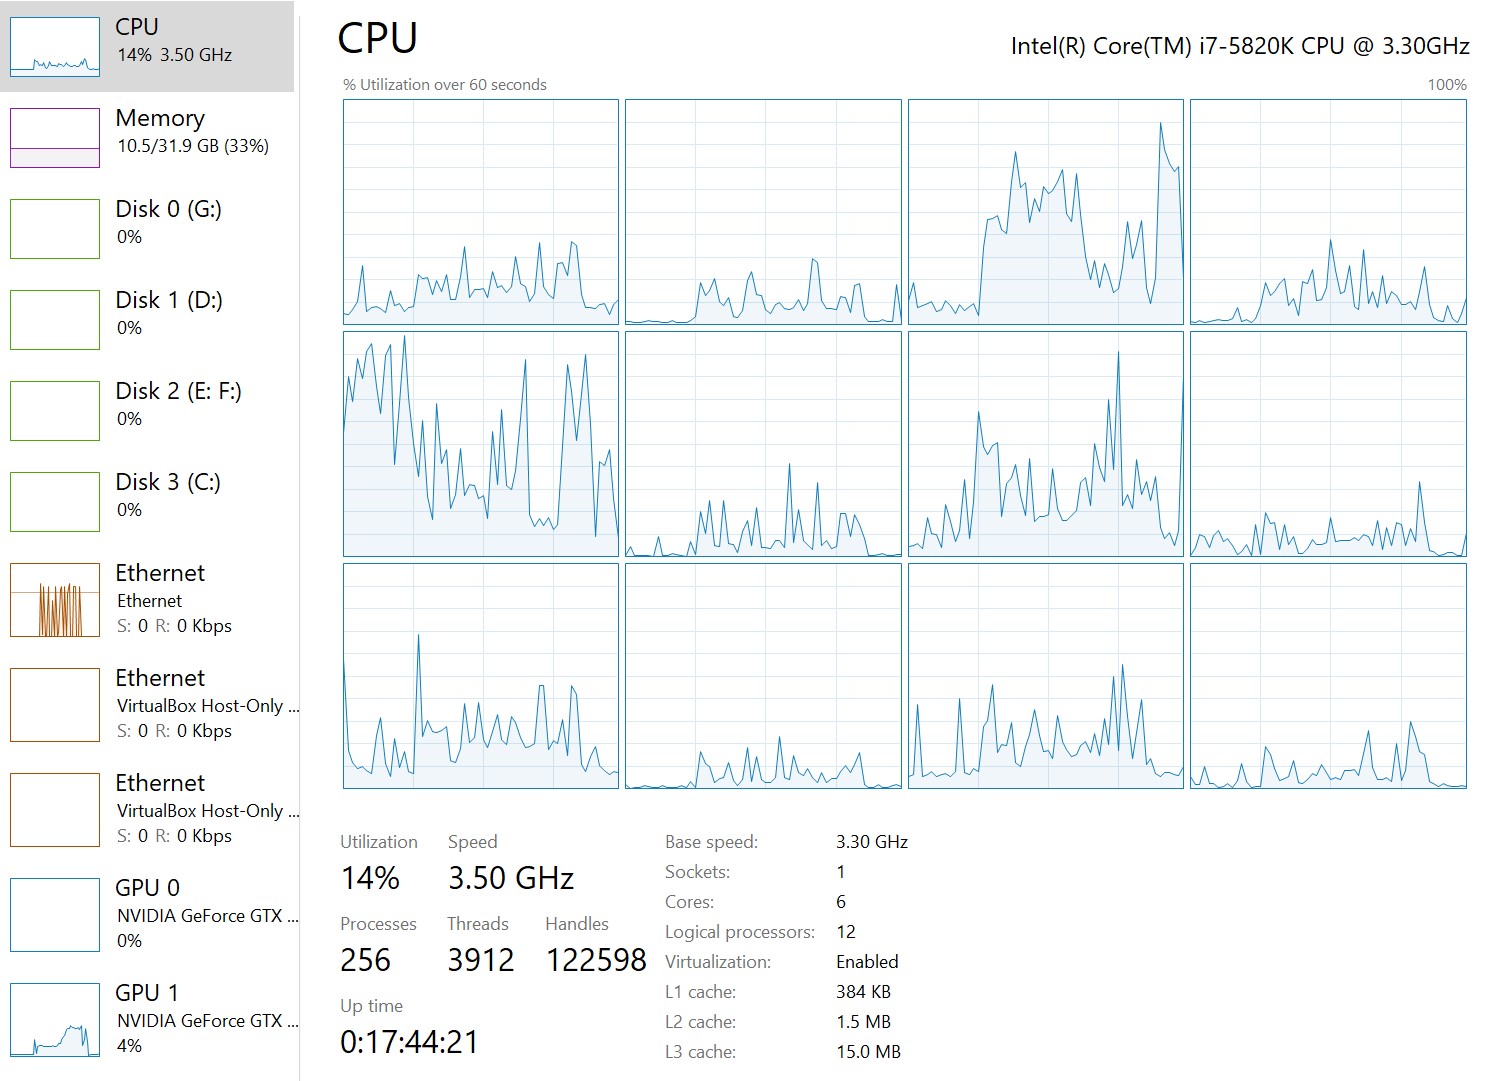 CPU
14% 3.50 GHz
Memory
10.5/31.9 GB (33%)
Disk 0 (G:)
0%
Disk 1 (D:)
0%
Disk 2 (E: F:)
0%
Disk 3 (C:)
0%
Ethernet
Ethernet
S: 0 R: 0 Kbps
Ethernet
VirtualBox Host-Only ...
S: 0 R: 0 Kbps
Ethernet
VirtualBox Host-Only ...
S: 0 R: 0 Kbps
GPU 0
NVIDIA GeForce GTX ...
0%
GPU 1
NVIDIA GeForce GTX ...
4%
CPU
Intel(R) Core(TM) i7-5820K CPU @ 3.30GHz
% Utilization over 60 seconds
100%
Utilization Speed
14% 3.50 GHz
Processes Threads Handles
256 3912 122598
Up time
0:17:44:21
Base speed: 3.30 GHz
Sockets: 1
Cores: 6
Logical processors: 12
Virtualization: Enabled
L1 cache: 384 KB
L2 cache: 1.5 MB
L3 cache: 15.0 MB